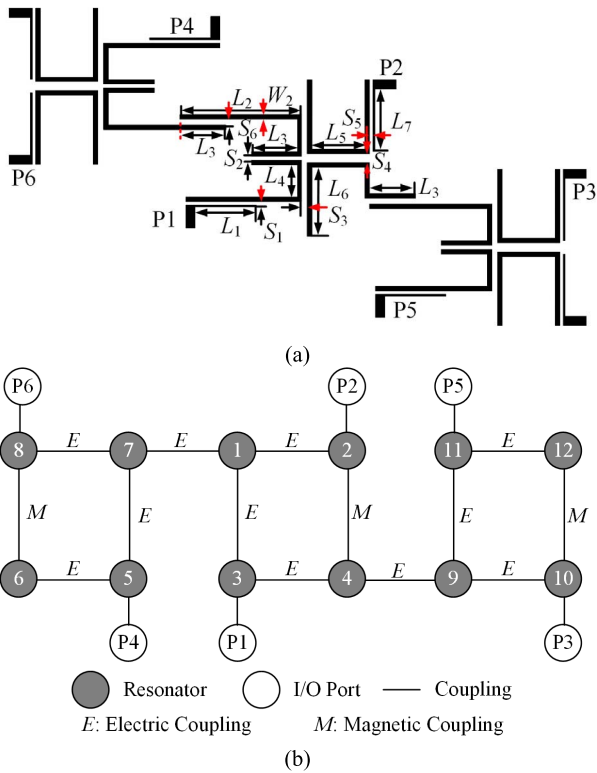 P4
P2
P6
P3
P1
P5
L2 W2
L3 S6 L3
S2
L4
L1
S1
S5
L5
L7
S4
L6
L3
S3
(a)
P6 P2 P5
8 E 7 E 1 E 2 11 E 12
M E E M E M
6 E 5 3 E 4 E 9 E 10
P4 P1 P3
Resonator I/O Port Coupling
E: Electric Coupling M: Magnetic Coupling
(b)